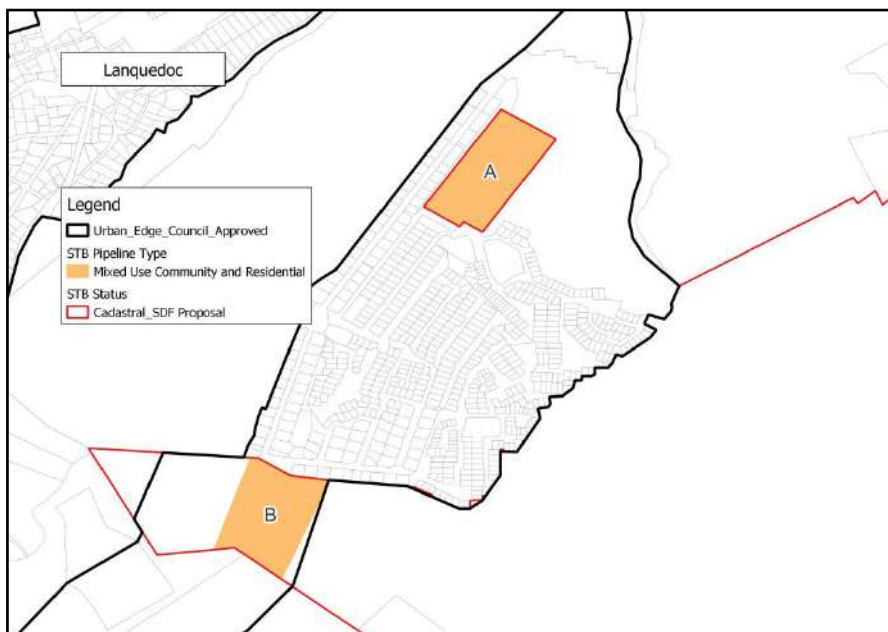 Lanquedoc
A
Legend
Urban_Edge_Council_Approved
STB Pipeline Type
Mixed Use Community and Residential
STB Status
Cadastral_SDF Proposal
B